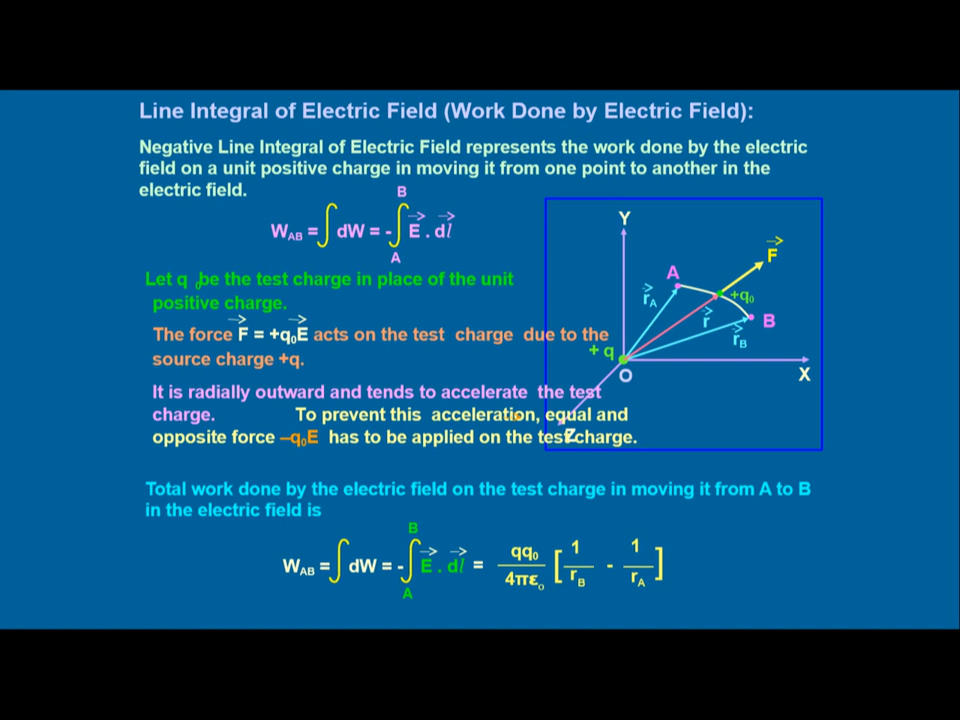 Line Integral of Electric Field (Work Done by Electric Field):
Negative Line Integral of Electric Field represents the work done by the electric
field on a unit positive charge in moving it from one point to another in the
electric field.
B
W_AB = ∫ dW = - ∫ E⃗ . dl⃗
A
Let q₀ be the test charge in place of the unit
positive charge.
The force F⃗ = +q₀E⃗ acts on the test charge due to the
source charge +q.
It is radially outward and tends to accelerate the test
charge. To prevent this acceleration, equal and
opposite force –q₀E has to be applied on the test charge.
Y
F⃗
A
+q₀
r⃗_A
B
r⃗
r⃗_B
+ q
O
X
Z
Total work done by the electric field on the test charge in moving it from A to B
in the electric field is
B
W_AB = ∫ dW = - ∫ E⃗ . dl⃗ = qq₀ / 4πε₀ [ 1 / r_B - 1 / r_A ]
A